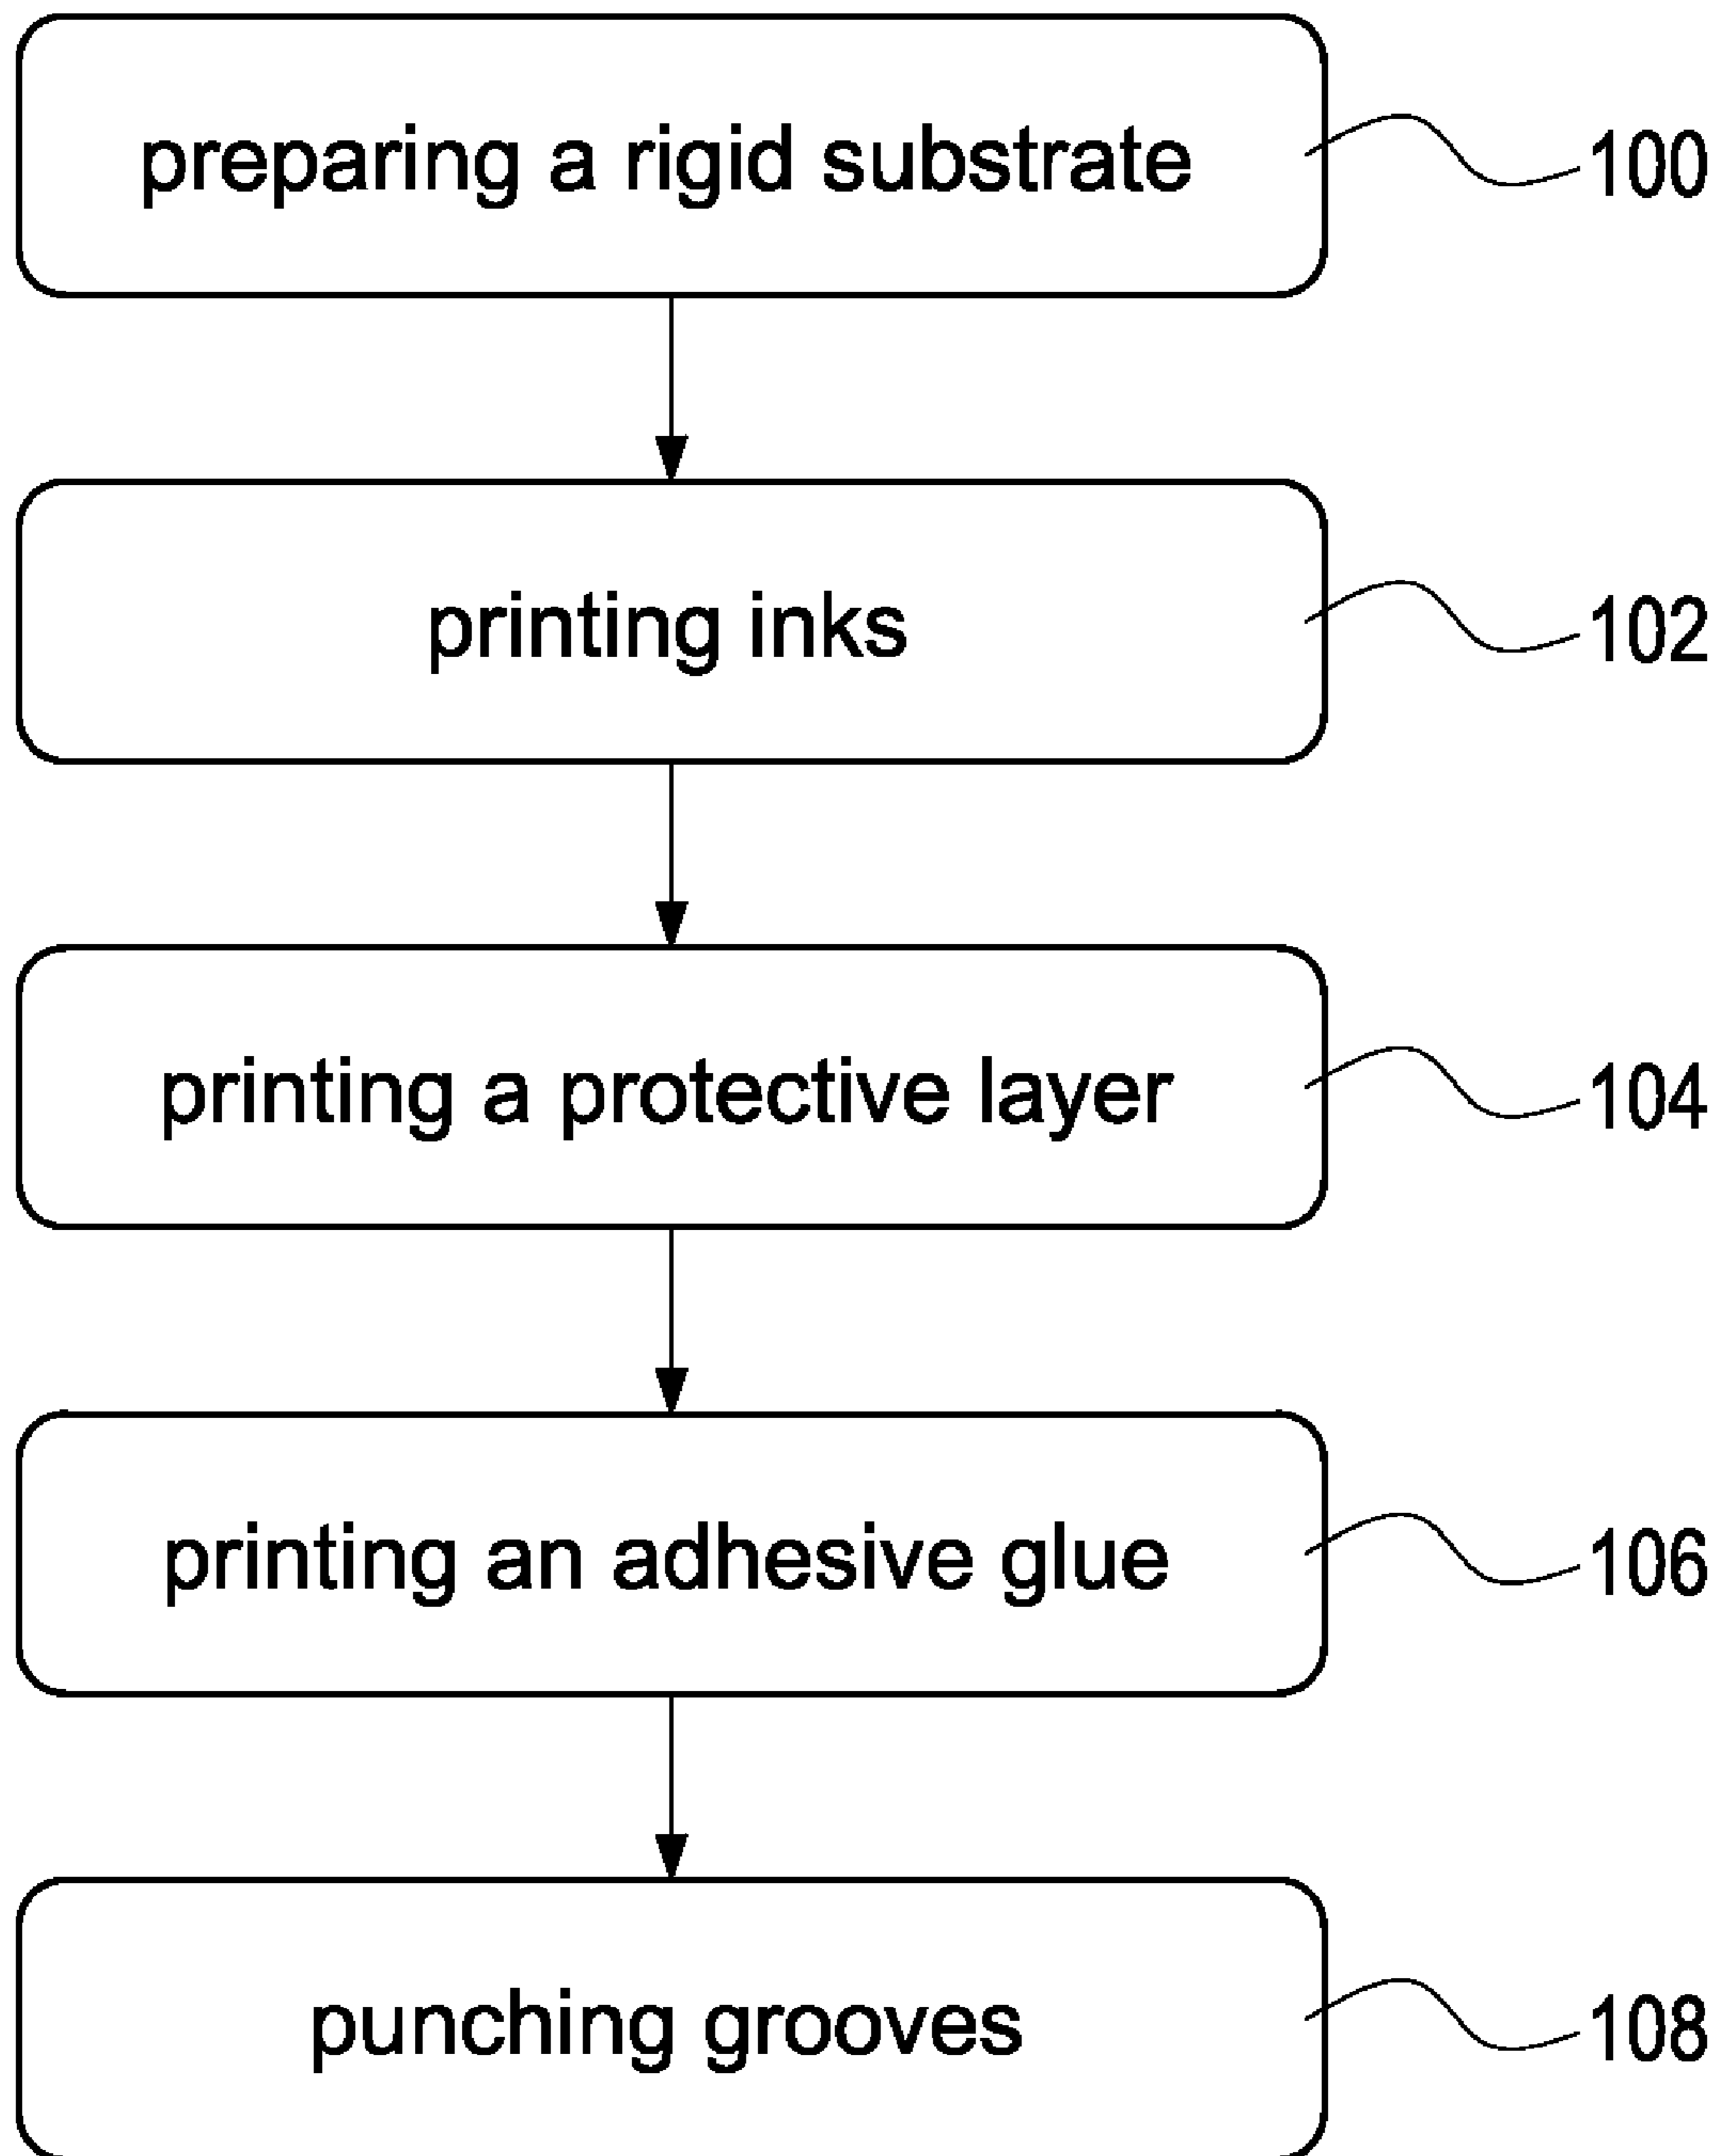 preparing a rigid substrate 100
printing inks 102
printing a protective layer 104
printing an adhesive glue 106
punching grooves 108